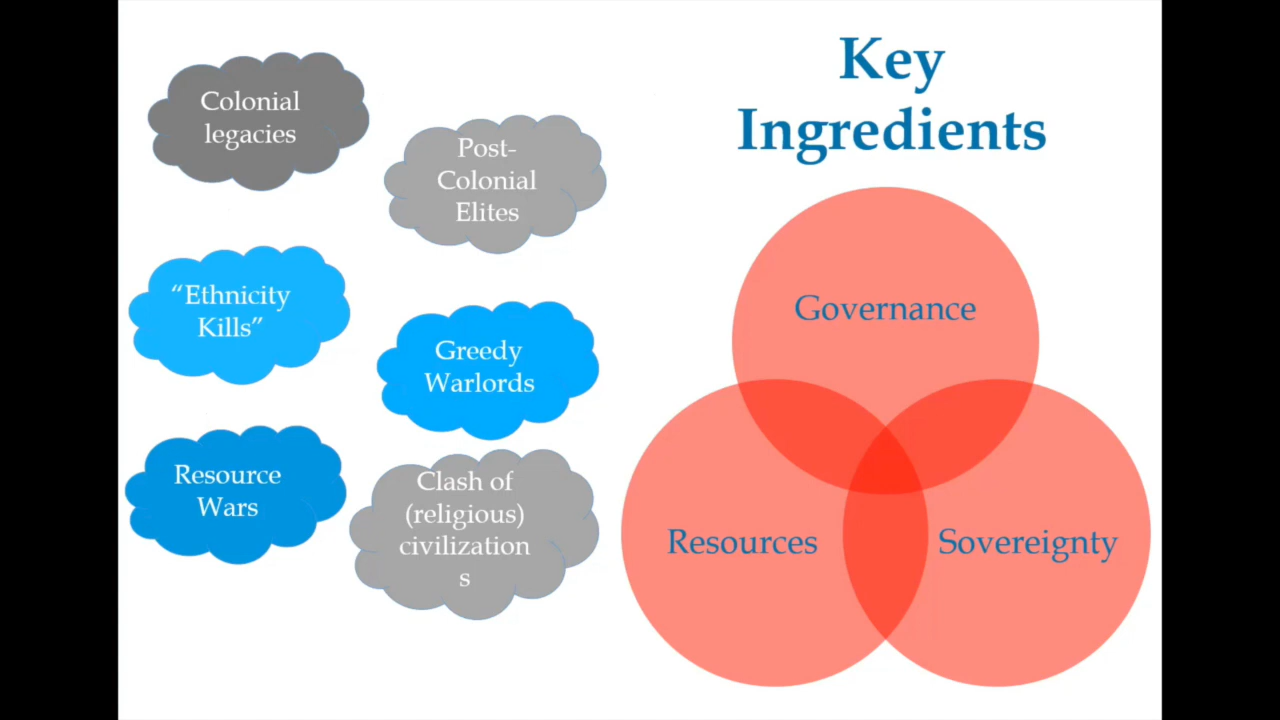 Key
Ingredients
Colonial
legacies
Post-
Colonial
Elites
“Ethnicity
Kills”
Greedy
Warlords
Resource
Wars
Clash of
(religious)
civilization
s
Governance
Resources
Sovereignty